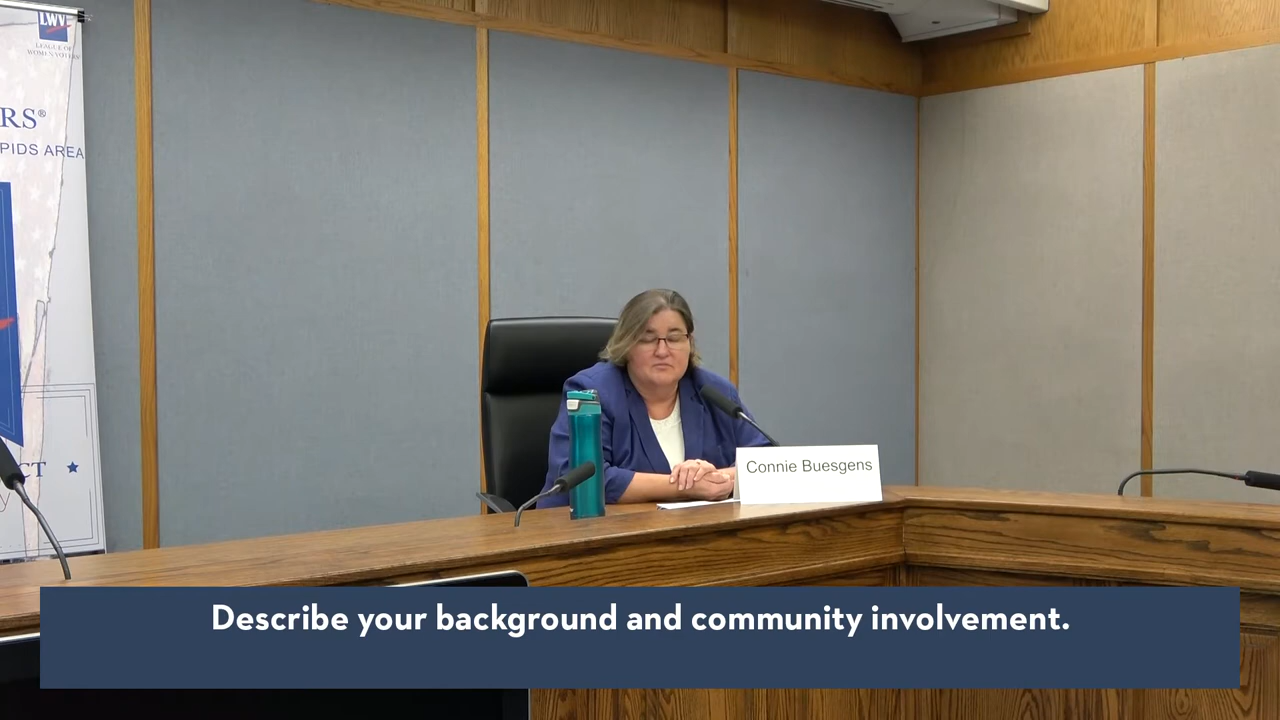 LWV
LEAGUE OF
WOMEN VOTERS
RS®
PIDS AREA
CT
Connie Buesgens
Describe your background and community involvement.